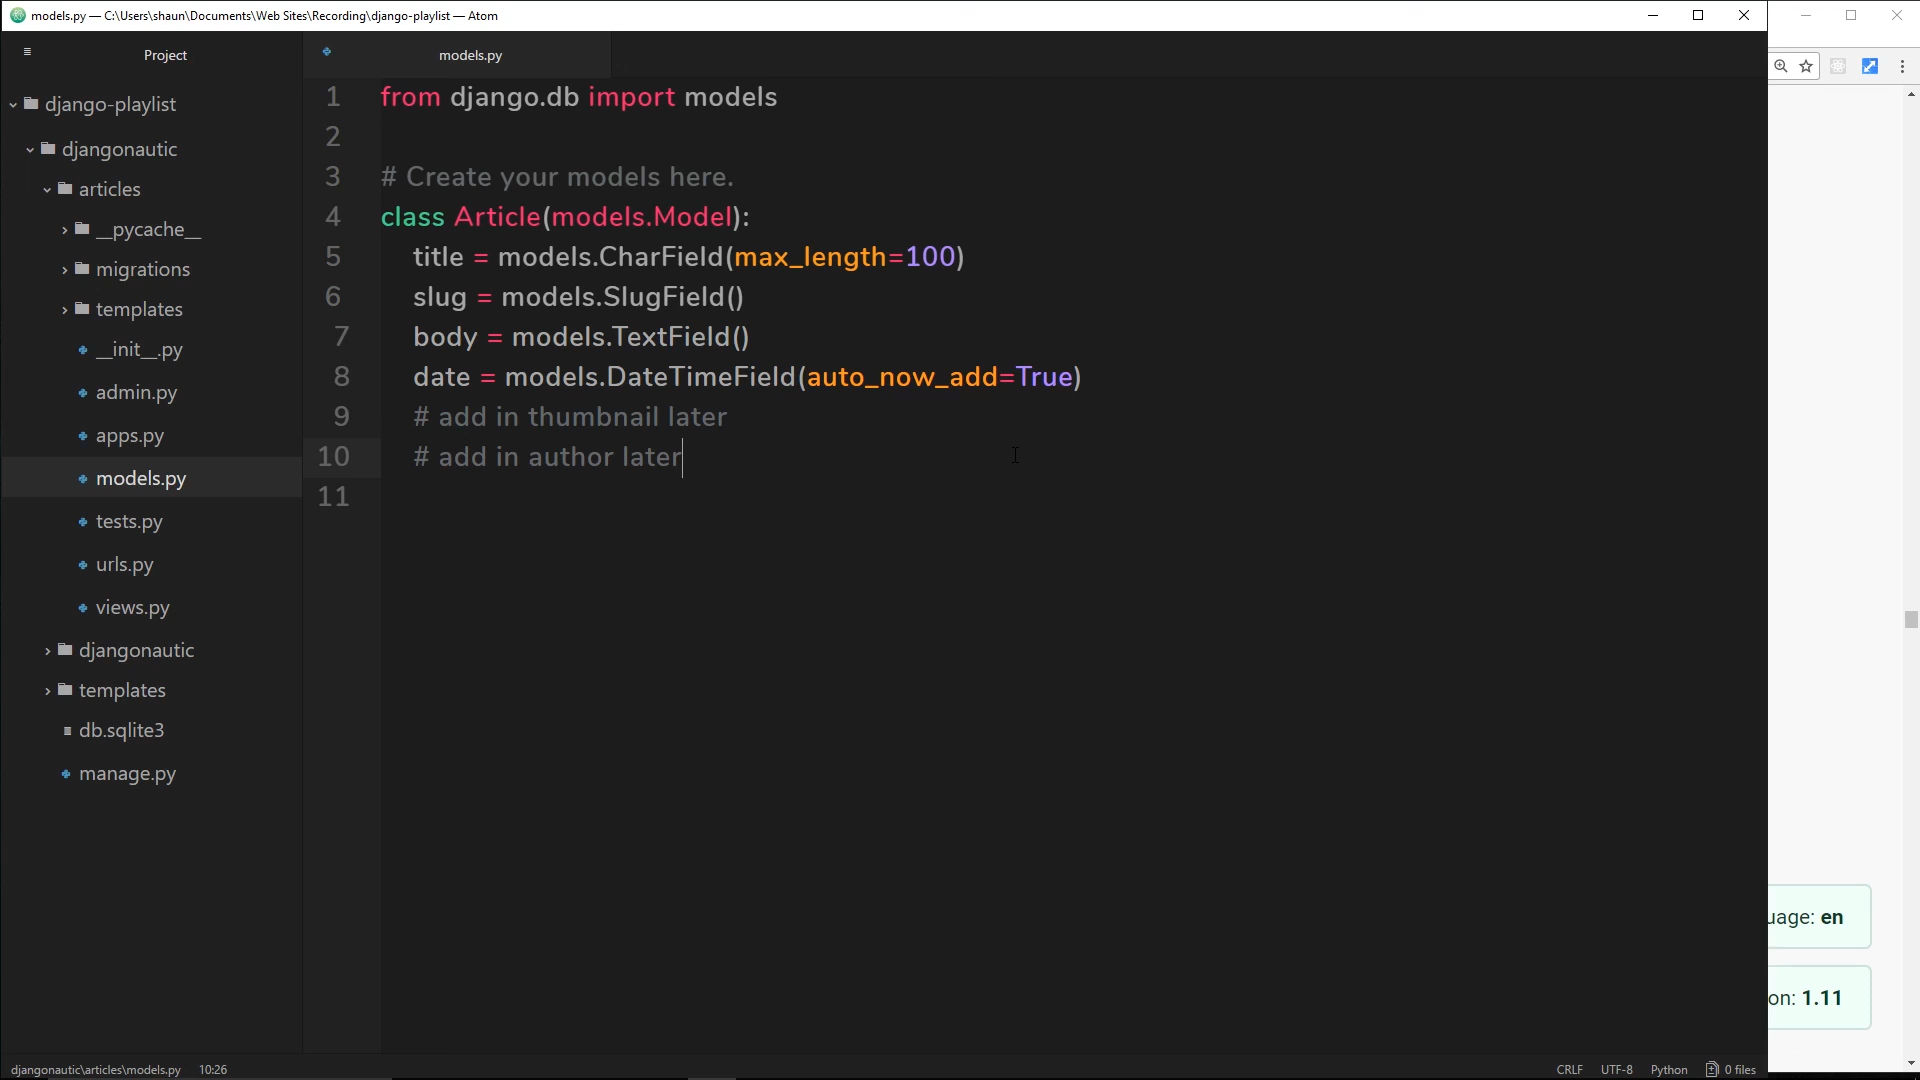 models.py — C:\Users\shaun\Documents\Web Sites\Recording\django-playlist — Atom
Project
models.py
django-playlist
djangonautic
articles
__pycache__
migrations
templates
__init__.py
admin.py
apps.py
models.py
tests.py
urls.py
views.py
djangonautic
templates
db.sqlite3
manage.py
1 from django.db import models
2
3 # Create your models here.
4 class Article(models.Model):
5 title = models.CharField(max_length=100)
6 slug = models.SlugField()
7 body = models.TextField()
8 date = models.DateTimeField(auto_now_add=True)
9 # add in thumbnail later
10 # add in author later
11
uage: en
on: 1.11
djangonautic\articles\models.py 10:26
CRLF UTF-8 Python 0 files